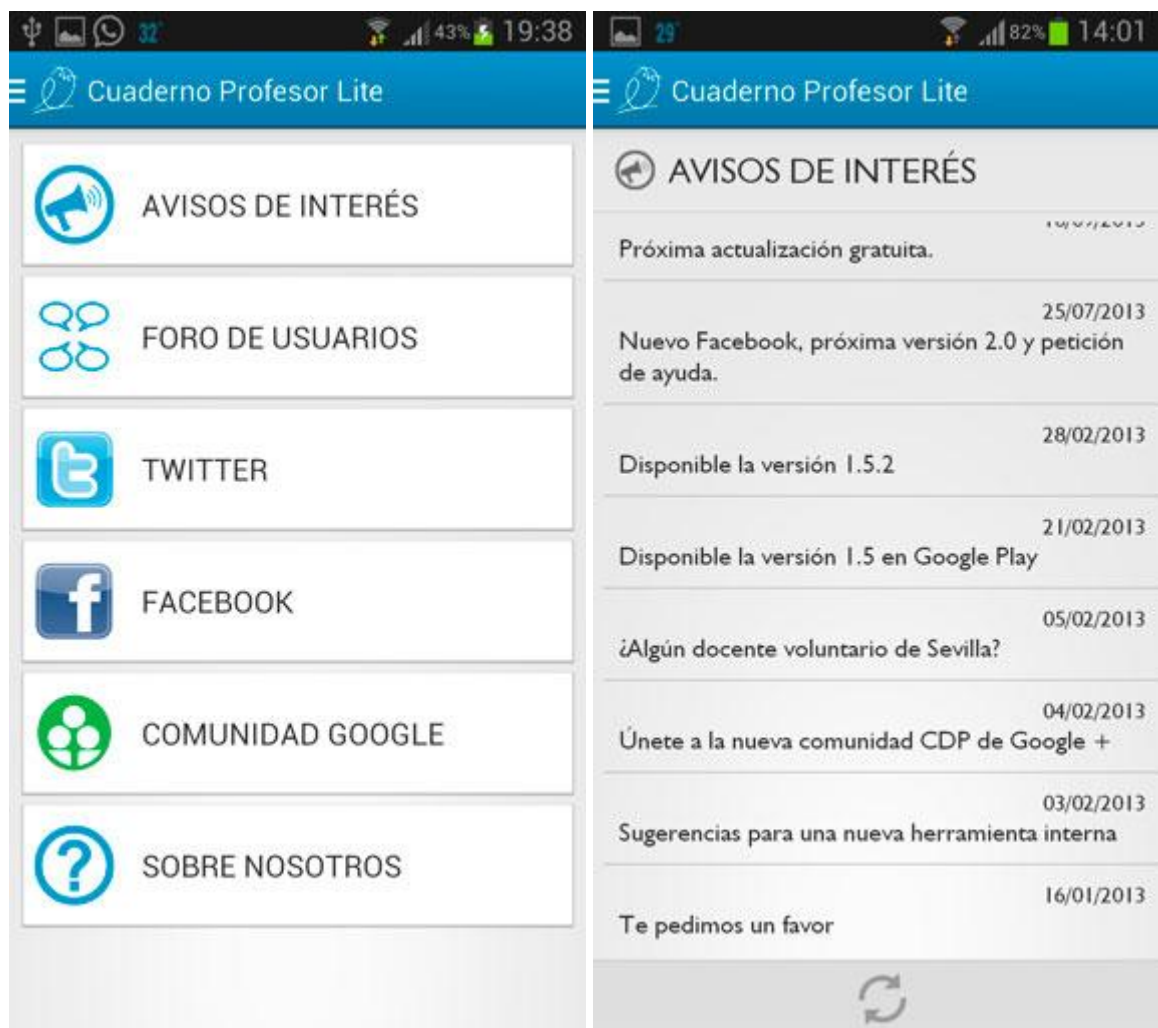 32°
43%
19:38
Cuaderno Profesor Lite
AVISOS DE INTERÉS
FORO DE USUARIOS
TWITTER
FACEBOOK
COMUNIDAD GOOGLE
SOBRE NOSOTROS
29°
82%
14:01
Cuaderno Profesor Lite
AVISOS DE INTERÉS
Próxima actualización gratuita.
25/07/2013
Nuevo Facebook, próxima versión 2.0 y petición
de ayuda.
28/02/2013
Disponible la versión 1.5.2
21/02/2013
Disponible la versión 1.5 en Google Play
05/02/2013
¿Algún docente voluntario de Sevilla?
04/02/2013
Únete a la nueva comunidad CDP de Google +
03/02/2013
Sugerencias para una nueva herramienta interna
16/01/2013
Te pedimos un favor